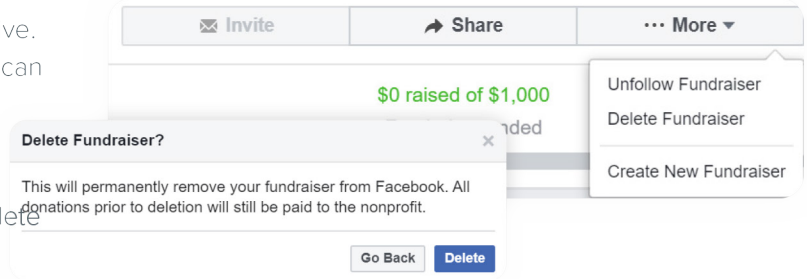 ve.
can
Invite
Share
··· More
Unfollow Fundraiser
Delete Fundraiser
Create New Fundraiser
$0 raised of $1,000
Delete Fundraiser?
×
This will permanently remove your fundraiser from Facebook. All
donations prior to deletion will still be paid to the nonprofit.
Go Back
Delete